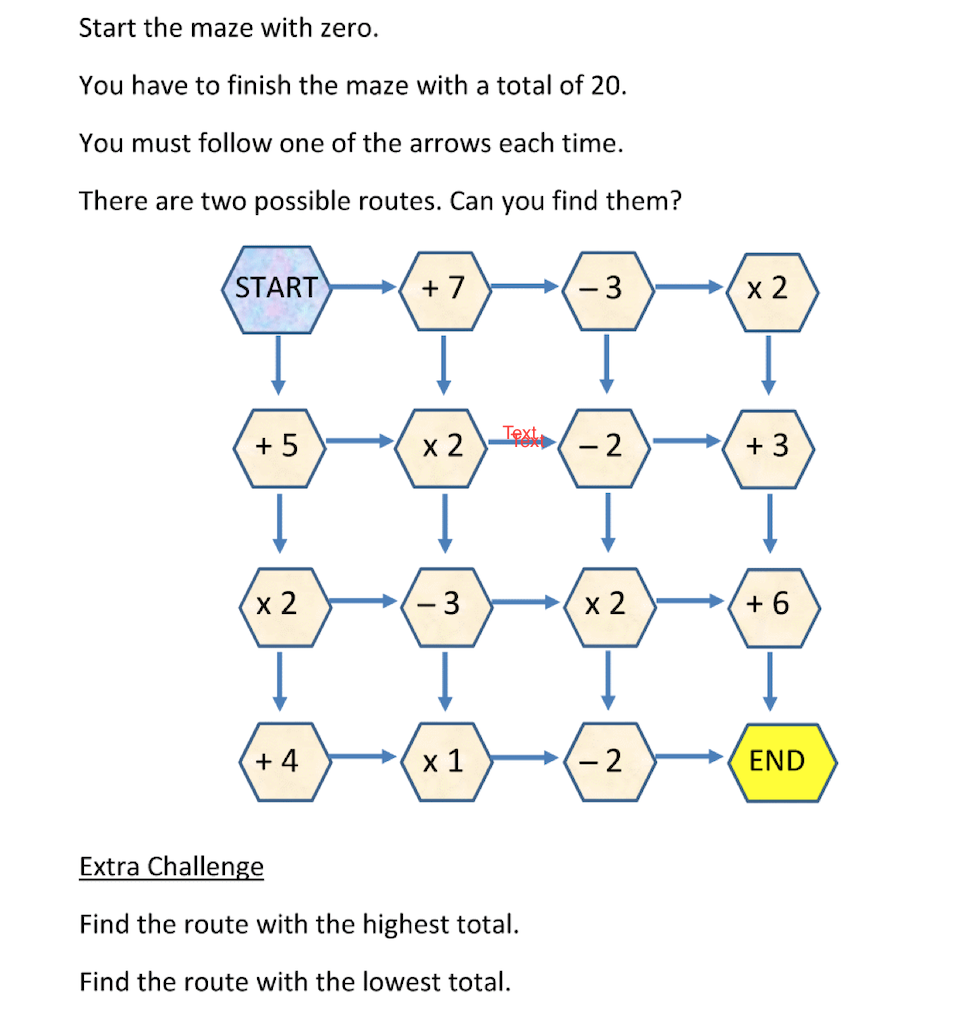 Start the maze with zero.
You have to finish the maze with a total of 20.
You must follow one of the arrows each time.
There are two possible routes. Can you find them?
START + 7 – 3 x 2
+ 5 x 2 Text Text – 2 + 3
x 2 – 3 x 2 + 6
+ 4 x 1 – 2 END
Extra Challenge
Find the route with the highest total.
Find the route with the lowest total.